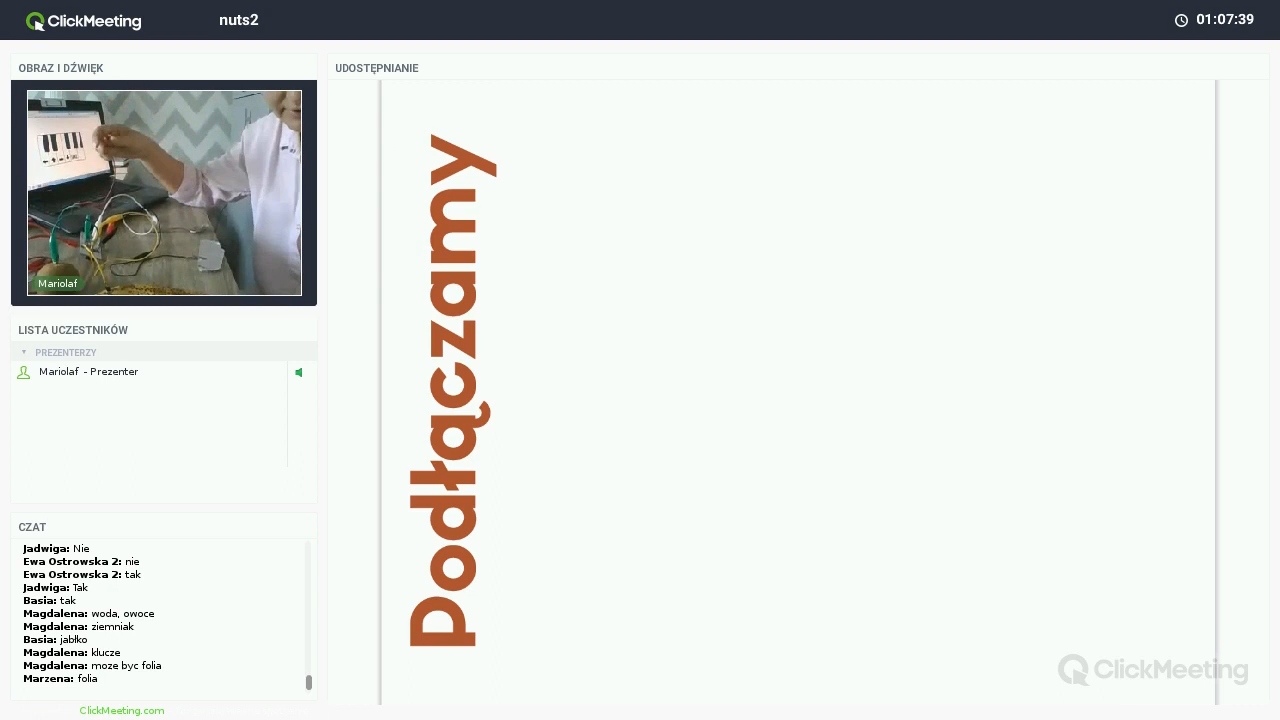 ClickMeeting
nuts2
01:07:39
OBRAZ I DŹWIĘK
Mariolaf
LISTA UCZESTNIKÓW
PREZENTERZY
Mariolaf - Prezenter
CZAT
Jadwiga: Nie
Ewa Ostrowska 2: nie
Ewa Ostrowska 2: tak
Jadwiga: Tak
Basia: tak
Magdalena: woda, owoce
Magdalena: ziemniak
Basia: jabłko
Magdalena: klucze
Magdalena: moze byc folia
Marzena: folia
ClickMeeting.com
UDOSTĘPNIANIE
Podłączamy
ClickMeeting